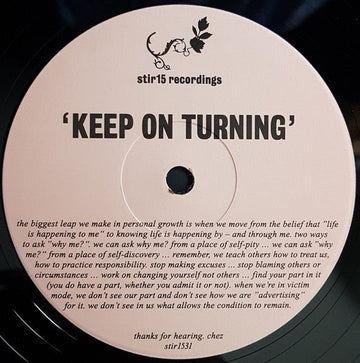 stir15 recordings
‘KEEP ON TURNING’
the biggest leap we make in personal growth is when we move from the belief that "life
is happening to me" to knowing life is happening by – and through me. two ways
to ask "why me?". we can ask why me? from a place of self-pity ... we can ask "why
me?" from a place of self-discovery ... remember, we teach others how to treat us,
how to practice responsibility. stop making excuses ... stop blaming others or
circumstances ... work on changing yourself not others ... find your part in it
(you do have a part, whether you admit it or not). when we're in victim
mode, we don't see our part and don't see how we are "advertising"
for it. we don't see in us what allows the condition to remain.
thanks for hearing. chez
stir1531